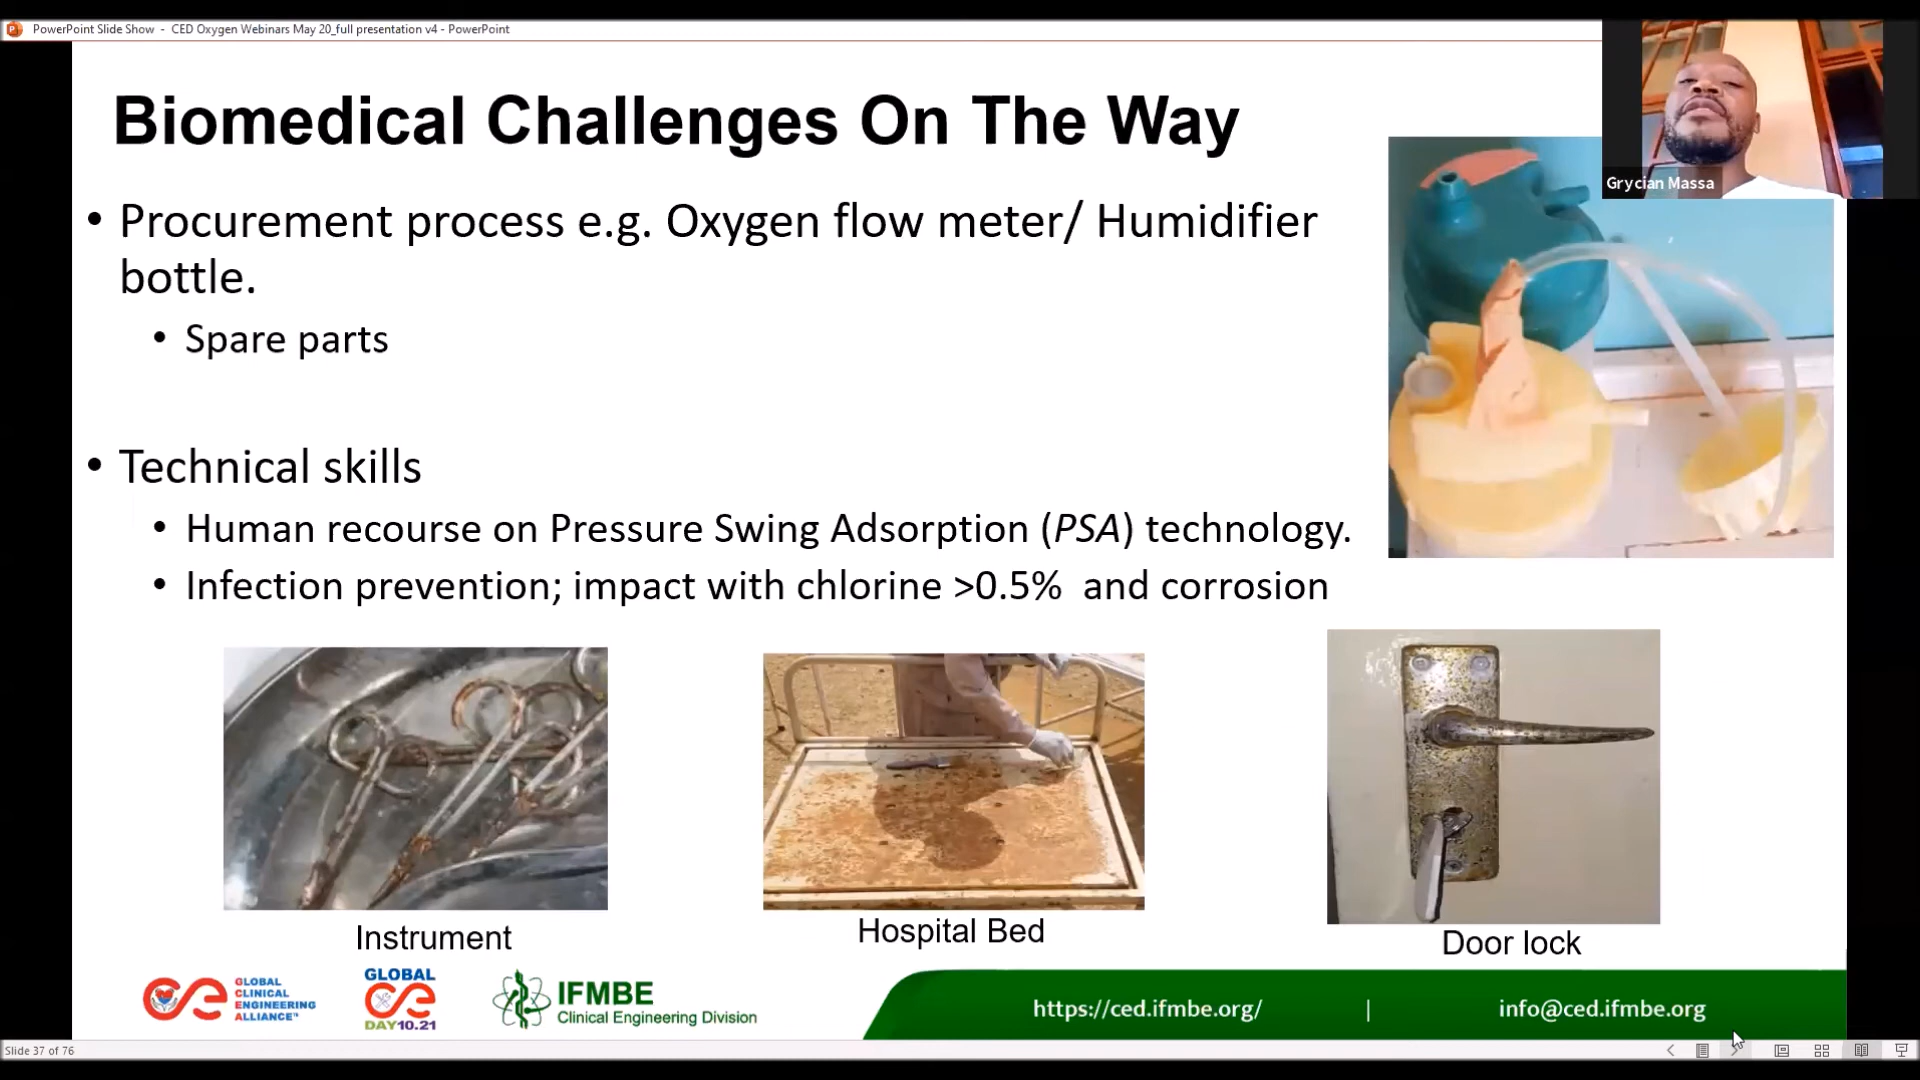 PowerPoint Slide Show - CED Oxygen Webinars May 20_full presentation v4 - PowerPoint
Biomedical Challenges On The Way
Grycian Massa
• Procurement process e.g. Oxygen flow meter/ Humidifier
bottle.
• Spare parts
• Technical skills
• Human recourse on Pressure Swing Adsorption (PSA) technology.
• Infection prevention; impact with chlorine >0.5% and corrosion
Instrument
Hospital Bed
Door lock
GLOBAL
CLINICAL
ENGINEERING
ALLIANCE™
GLOBAL
CE
DAY10.21
IFMBE
Clinical Engineering Division
https://ced.ifmbe.org/ | info@ced.ifmbe.org
Slide 37 of 76